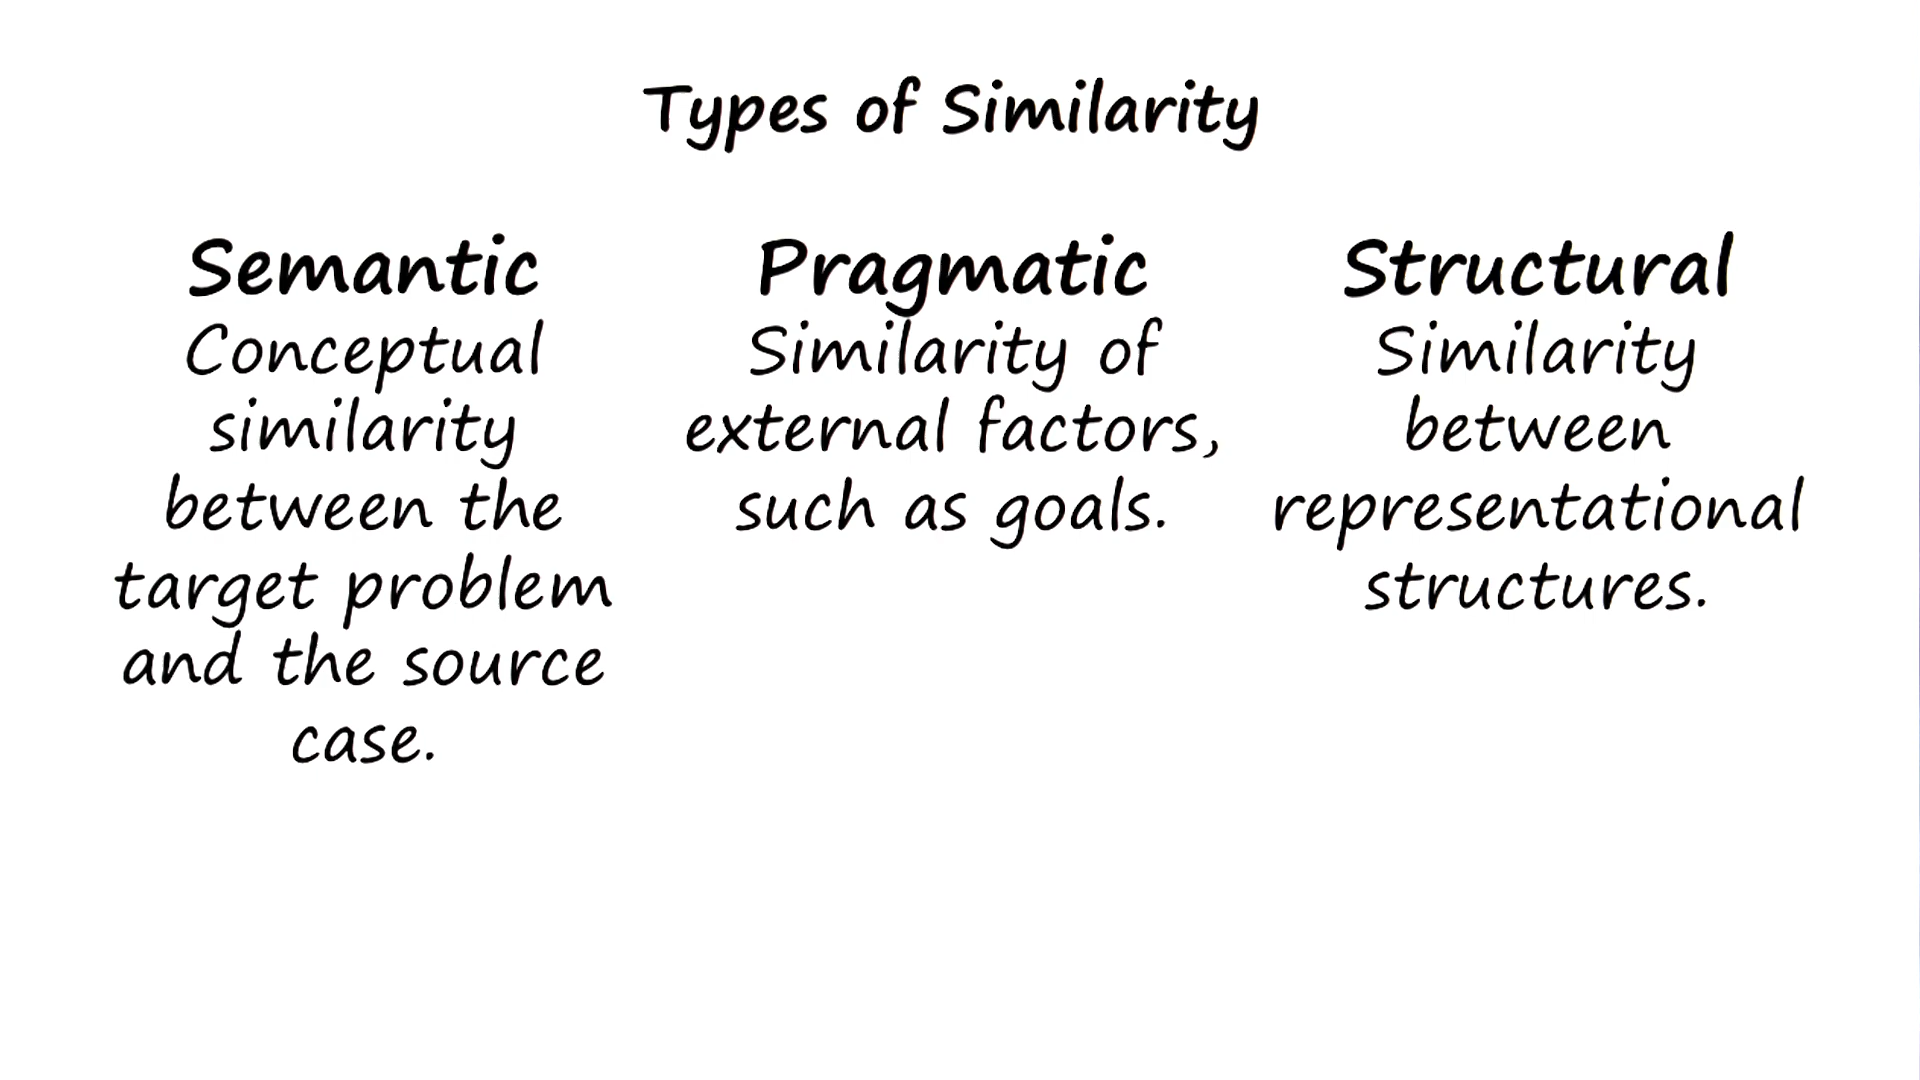 Types of Similarity
Semantic
Conceptual
similarity
between the
target problem
and the source
case.
Pragmatic
Similarity of
external factors,
such as goals.
Structural
Similarity
between
representational
structures.